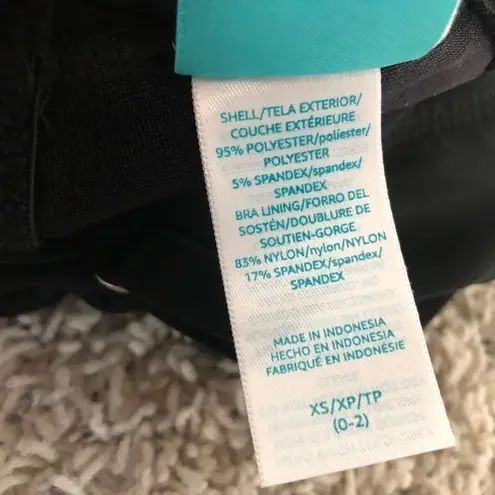 SHELL/TELA EXTERIOR/
COUCHE EXTÉRIEURE
95% POLYESTER/poliester/
POLYESTER
5% SPANDEX/spandex/
SPANDEX
BRA LINING/FORRO DEL
SOSTÉN/DOUBLURE DE
SOUTIEN-GORGE
83% NYLON/nylon/NYLON
17% SPANDEX/spandex/
SPANDEX
MADE IN INDONESIA
HECHO EN INDONESIA
FABRIQUÉ EN INDONÉSIE
XS/XP/TP
(0-2)